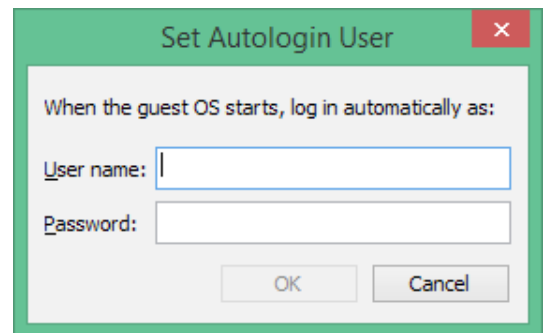 Set Autologin User
When the guest OS starts, log in automatically as:
User name:
Password:
OK Cancel